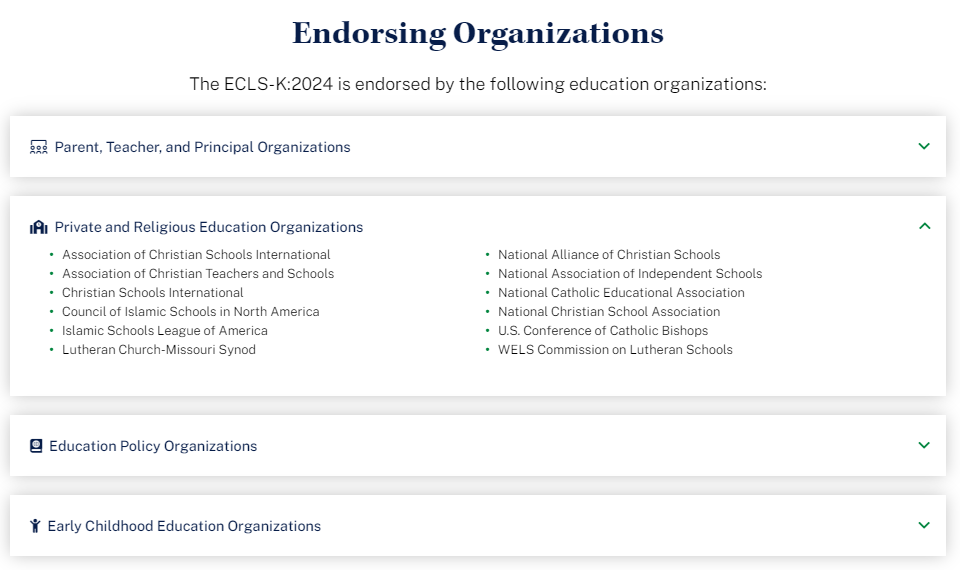 Endorsing Organizations
The ECLS-K:2024 is endorsed by the following education organizations:
Parent, Teacher, and Principal Organizations
Private and Religious Education Organizations
• Association of Christian Schools International
• Association of Christian Teachers and Schools
• Christian Schools International
• Council of Islamic Schools in North America
• Islamic Schools League of America
• Lutheran Church-Missouri Synod
• National Alliance of Christian Schools
• National Association of Independent Schools
• National Catholic Educational Association
• National Christian School Association
• U.S. Conference of Catholic Bishops
• WELS Commission on Lutheran Schools
Education Policy Organizations
Early Childhood Education Organizations